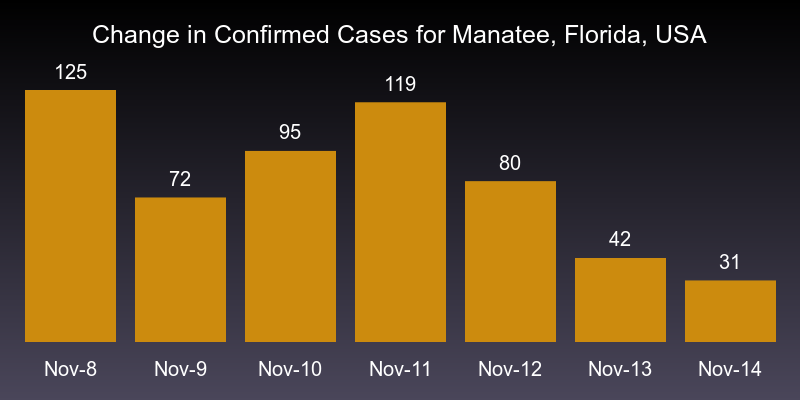 Change in Confirmed Cases for Manatee, Florida, USA
125
72
95
119
80
42
31
Nov-8
Nov-9
Nov-10
Nov-11
Nov-12
Nov-13
Nov-14